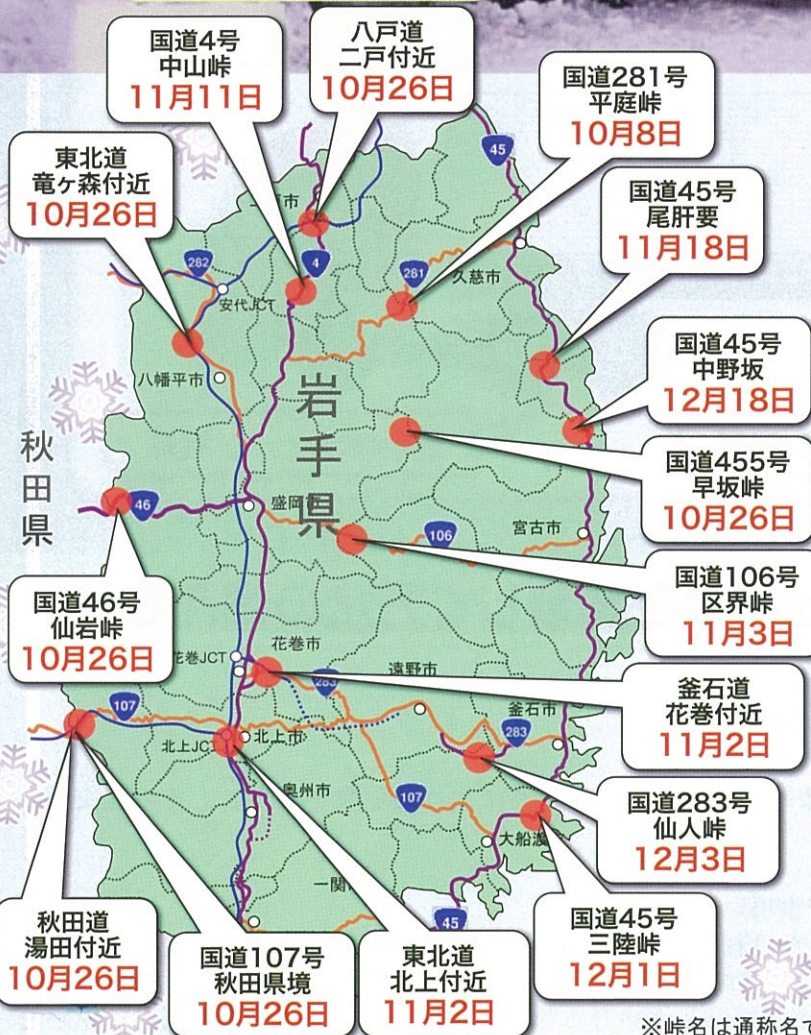 国道4号
中山峠
11月11日
八戸道
二戸付近
10月26日
国道281号
平庭峠
10月8日
東北道
竜ヶ森付近
10月26日
国道45号
尾肝要
11月18日
国道45号
中野坂
12月18日
国道455号
早坂峠
10月26日
国道106号
区界峠
11月3日
釜石道
花巻付近
11月2日
国道283号
仙人峠
12月3日
国道45号
三陸峠
12月1日
東北道
北上付近
11月2日
国道107号
秋田県境
10月26日
秋田道
湯田付近
10月26日
国道46号
仙岩峠
10月26日
秋田県
岩手県
45
282
4
281
久慈市
安代JCT
八幡平市
46
盛岡
106
宮古市
花巻JCT
花巻市
283
遠野市
107
釜石市
283
北上JCT
北上市
奥州市
107
大船渡
一関
45
市
※峠名は通称名で